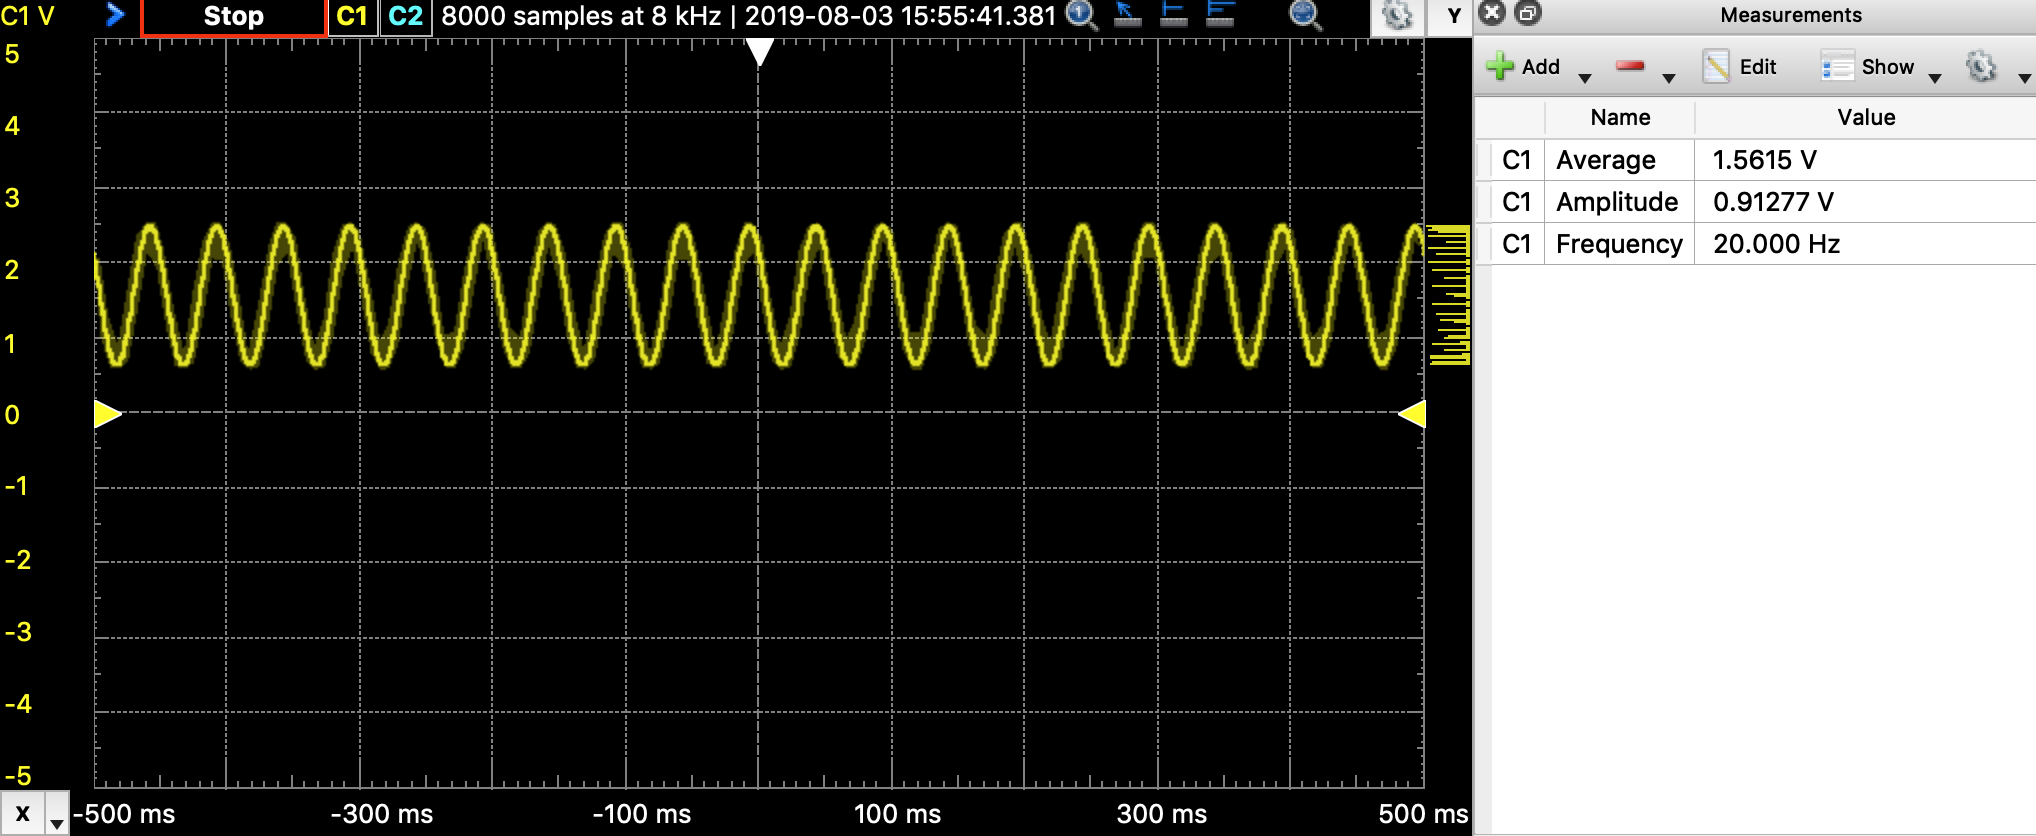 C1 V Stop C1 C2 8000 samples at 8 kHz | 2019-08-03 15:55:41.381 1 Y
5
4
3
2
1
0
-1
-2
-3
-4
-5
X -500 ms -300 ms -100 ms 100 ms 300 ms 500 ms
Measurements
Add Edit Show
Name Value
C1 Average 1.5615 V
C1 Amplitude 0.91277 V
C1 Frequency 20.000 Hz